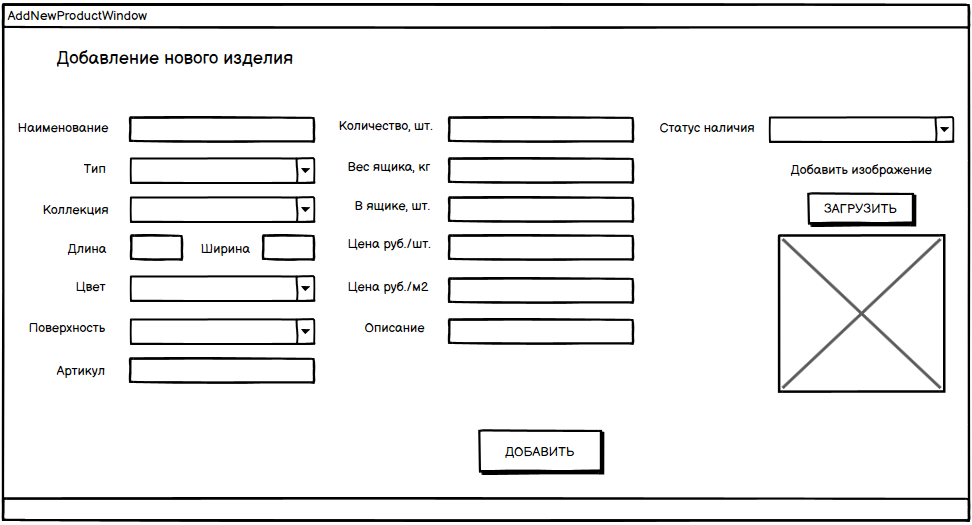 AddNewProductWindow
Добавление нового изделия
Наименование
Тип
Коллекция
Длина Ширина
Цвет
Поверхность
Артикул
Количество, шт.
Вес ящика, кг
В ящике, шт.
Цена руб./шт.
Цена руб./м2
Описание
Статус наличия
Добавить изображение
ЗАГРУЗИТЬ
ДОБАВИТЬ